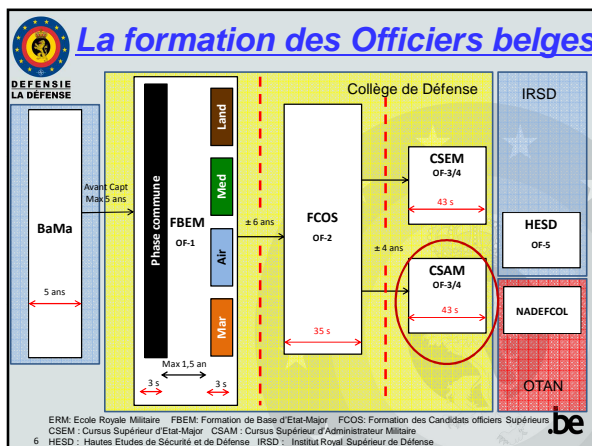 La formation des Officiers belges
DEFENSIE
LA DÉFENSE
Collège de Défense
IRSD
Avant Capt
Max 5 ans
BaMa
5 ans
Phase commune
FBEM
OF-1
Land
Med
Air
Mar
3 s
Max 1,5 an
3 s
± 6 ans
FCOS
OF-2
35 s
± 4 ans
CSEM
OF-3/4
43 s
CSAM
OF-3/4
43 s
HESD
OF-5
NADEFCOL
OTAN
ERM: Ecole Royale Militaire FBEM: Formation de Base d'Etat-Major FCOS: Formation des Candidats officiers Supérieurs
CSEM : Cursus Supérieur d'Etat-Major CSAM : Cursus Supérieur d'Administrateur Militaire
6 HESD : Hautes Etudes de Sécurité et de Défense IRSD : Institut Royal Supérieur de Défense
.be